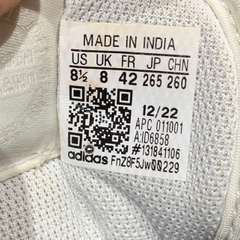 MADE IN INDIA
US UK FR JP CHN
8½ 8 42 265 260
12/22
APC 011001
A:ID6858
#131841106
adidas FnZ8F5Jw00229